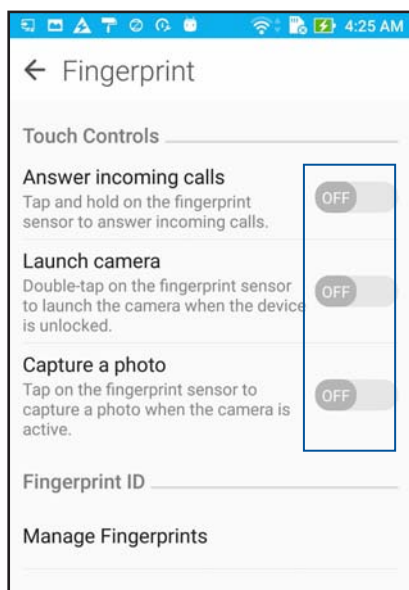 4:25 AM
Fingerprint
Touch Controls
Answer incoming calls
Tap and hold on the fingerprint
sensor to answer incoming calls.
OFF
Launch camera
Double-tap on the fingerprint sensor
to launch the camera when the device
is unlocked.
OFF
Capture a photo
Tap on the fingerprint sensor to
capture a photo when the camera is
active.
OFF
Fingerprint ID
Manage Fingerprints